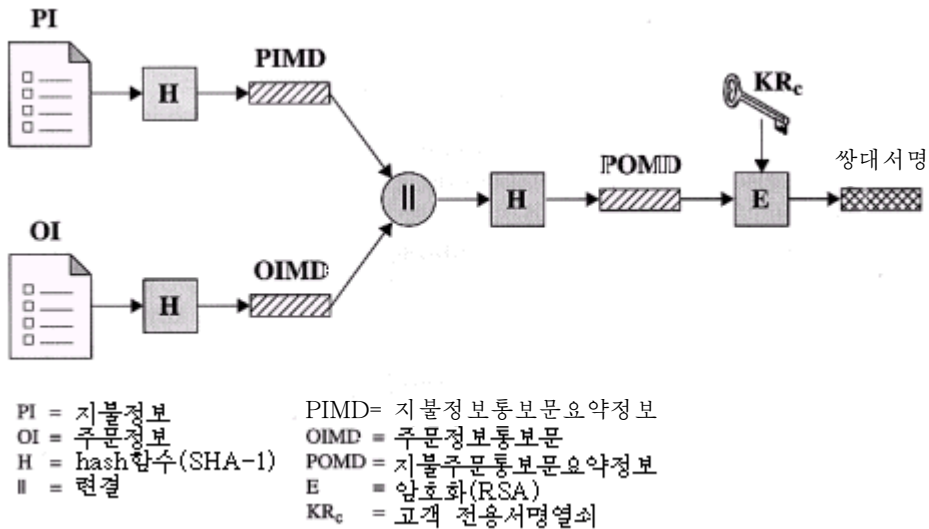 PI
PIMD
H
KRc
쌍대서명
POMD
||
H
E
OI
OIMD
H
PI = 지불정보
OI = 주문정보
H = hash함수(SHA-1)
|| = 련결
PIMD= 지불정보통보문요약정보
OIMD = 주문정보통보문
POMD = 지불주문통보문요약정보
E = 암호화(RSA)
KRc = 고객 전용서명열쇠